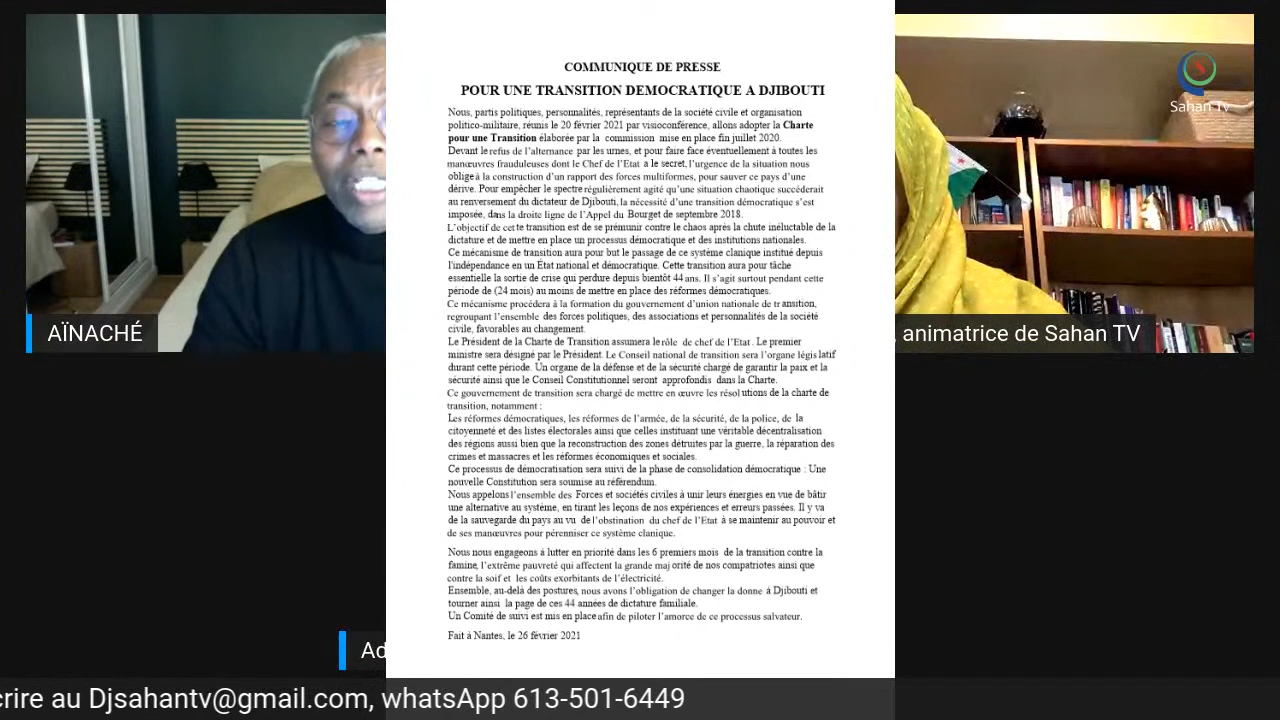 COMMUNIQUE DE PRESSE
POUR UNE TRANSITION DEMOCRATIQUE A DJIBOUTI
Nous, partis politiques, personnalités, représentants de la société civile et organisation
politico-militaire, réunis le 20 février 2021 par visioconférence, allons adopter la Charte
pour une Transition élaborée par la commission mise en place fin juillet 2020.
Devant le refus de l'alternance par les urnes, et pour faire face éventuellement à toutes les
manœuvres frauduleuses dont le Chef de l'Etat a le secret, l'urgence de la situation nous
oblige à la construction d'un rapport des forces multiformes, pour sauver ce pays d'une
dérive. Pour empêcher le spectre régulièrement agité qu'une situation chaotique succéderait
au renversement du dictateur de Djibouti, la nécessité d'une transition démocratique s'est
imposée, dans la droite ligne de l'Appel du Bourget de septembre 2018.
L'objectif de cette transition est de se prémunir contre le chaos après la chute inéluctable de la
dictature et de mettre en place un processus démocratique et des institutions nationales.
Ce mécanisme de transition aura pour but le passage de ce système clanique institué depuis
l'indépendance en un État national et démocratique. Cette transition aura pour tâche
essentielle la sortie de crise qui perdure depuis bientôt 44 ans. Il s'agit surtout pendant cette
période de (24 mois) au moins de mettre en place des réformes démocratiques.
Ce mécanisme procédera à la formation du gouvernement d'union nationale de transition,
regroupant l'ensemble des forces politiques, des associations et personnalités de la société
civile, favorables au changement.
Le Président de la Charte de Transition assumera le rôle de chef de l'Etat. Le premier
ministre sera désigné par le Président. Le Conseil national de transition sera l'organe législatif
durant cette période. Un organe de la défense et de la sécurité chargé de garantir la paix et la
sécurité ainsi que le Conseil Constitutionnel seront approfondis dans la Charte.
Ce gouvernement de transition sera chargé de mettre en œuvre les résolutions de la charte de
transition, notamment :
Les réformes démocratiques, les réformes de l'armée, de la sécurité, de la police, de la
citoyenneté et des listes électorales ainsi que celles instituant une véritable décentralisation
des régions aussi bien que la reconstruction des zones détruites par la guerre, la réparation des
crimes et massacres et les réformes économiques et sociales.
Ce processus de démocratisation sera suivi de la phase de consolidation démocratique : Une
nouvelle Constitution sera soumise au référendum.
Nous appelons l'ensemble des Forces et sociétés civiles à unir leurs énergies en vue de bâtir
une alternative au système, en tirant les leçons de nos expériences et erreurs passées. Il y va
de la sauvegarde du pays au vu de l'obstination du chef de l'Etat à se maintenir au pouvoir et
de ses manœuvres pour pérenniser ce système clanique.
Nous nous engageons à lutter en priorité dans les 6 premiers mois de la transition contre la
famine, l'extrême pauvreté qui affectent la grande majorité de nos compatriotes ainsi que
contre la soif et les coûts exorbitants de l'électricité.
Ensemble, au-delà des postures, nous avons l'obligation de changer la donne à Djibouti et
tourner ainsi la page de ces 44 années de dictature familiale.
Un Comité de suivi est mis en place afin de piloter l'amorce de ce processus salvateur.
Fait à Nantes, le 26 février 2021
Sahan Tv
AÏNACHÉ
, animatrice de Sahan TV
Ad
crire au Djsahantv@gmail.com, whatsApp 613-501-6449